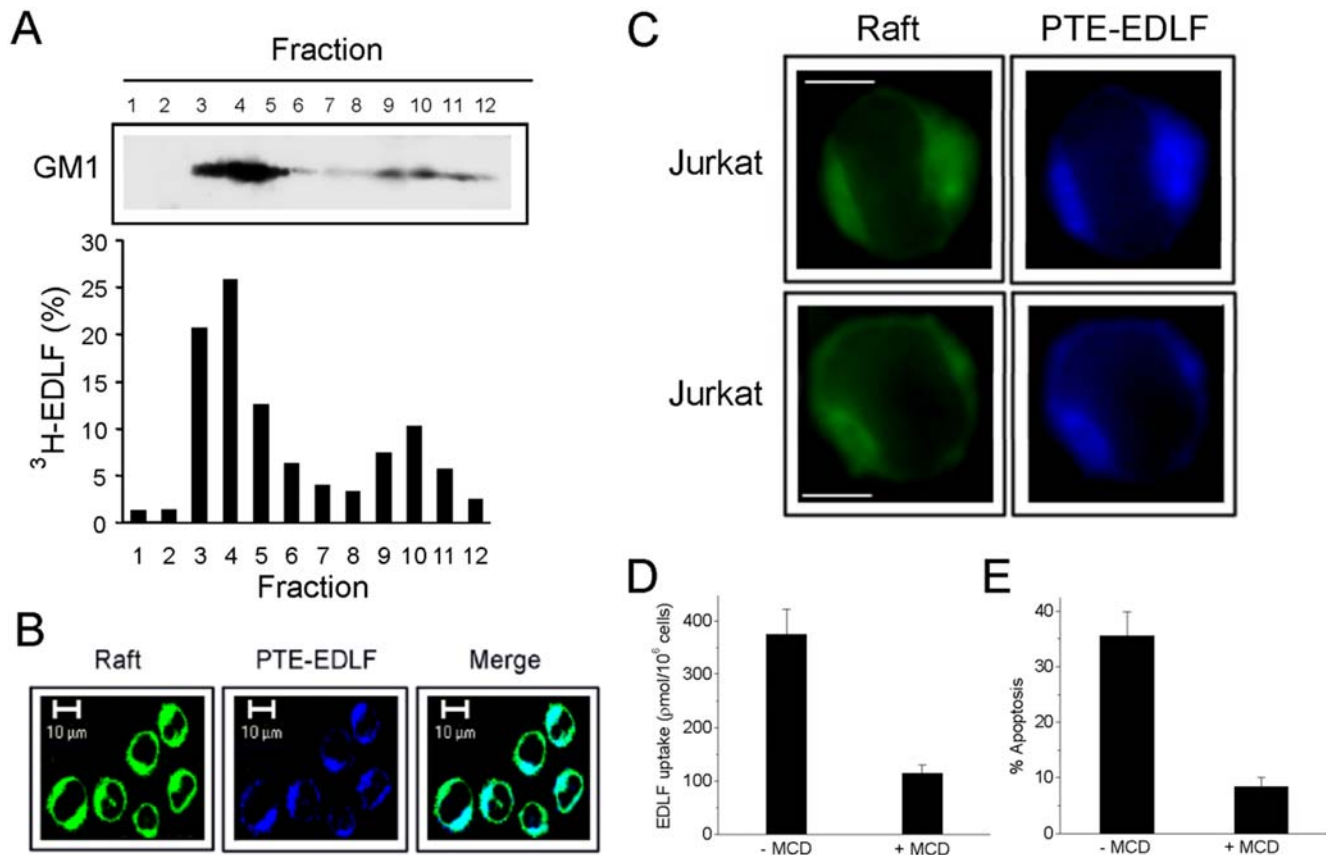 A
Fraction
1 2 3 4 5 6 7 8 9 10 11 12
GM1
30
25
20
15
10
5
0
³H-EDLF (%)
1 2 3 4 5 6 7 8 9 10 11 12
Fraction
B
Raft PTE-EDLF Merge
10 µm 10 µm 10 µm
C
Raft PTE-EDLF
Jurkat
Jurkat
D
EDLF uptake (ρmol/10⁶ cells)
400
300
200
100
0
- MCD + MCD
E
% Apoptosis
40
30
20
10
0
- MCD + MCD